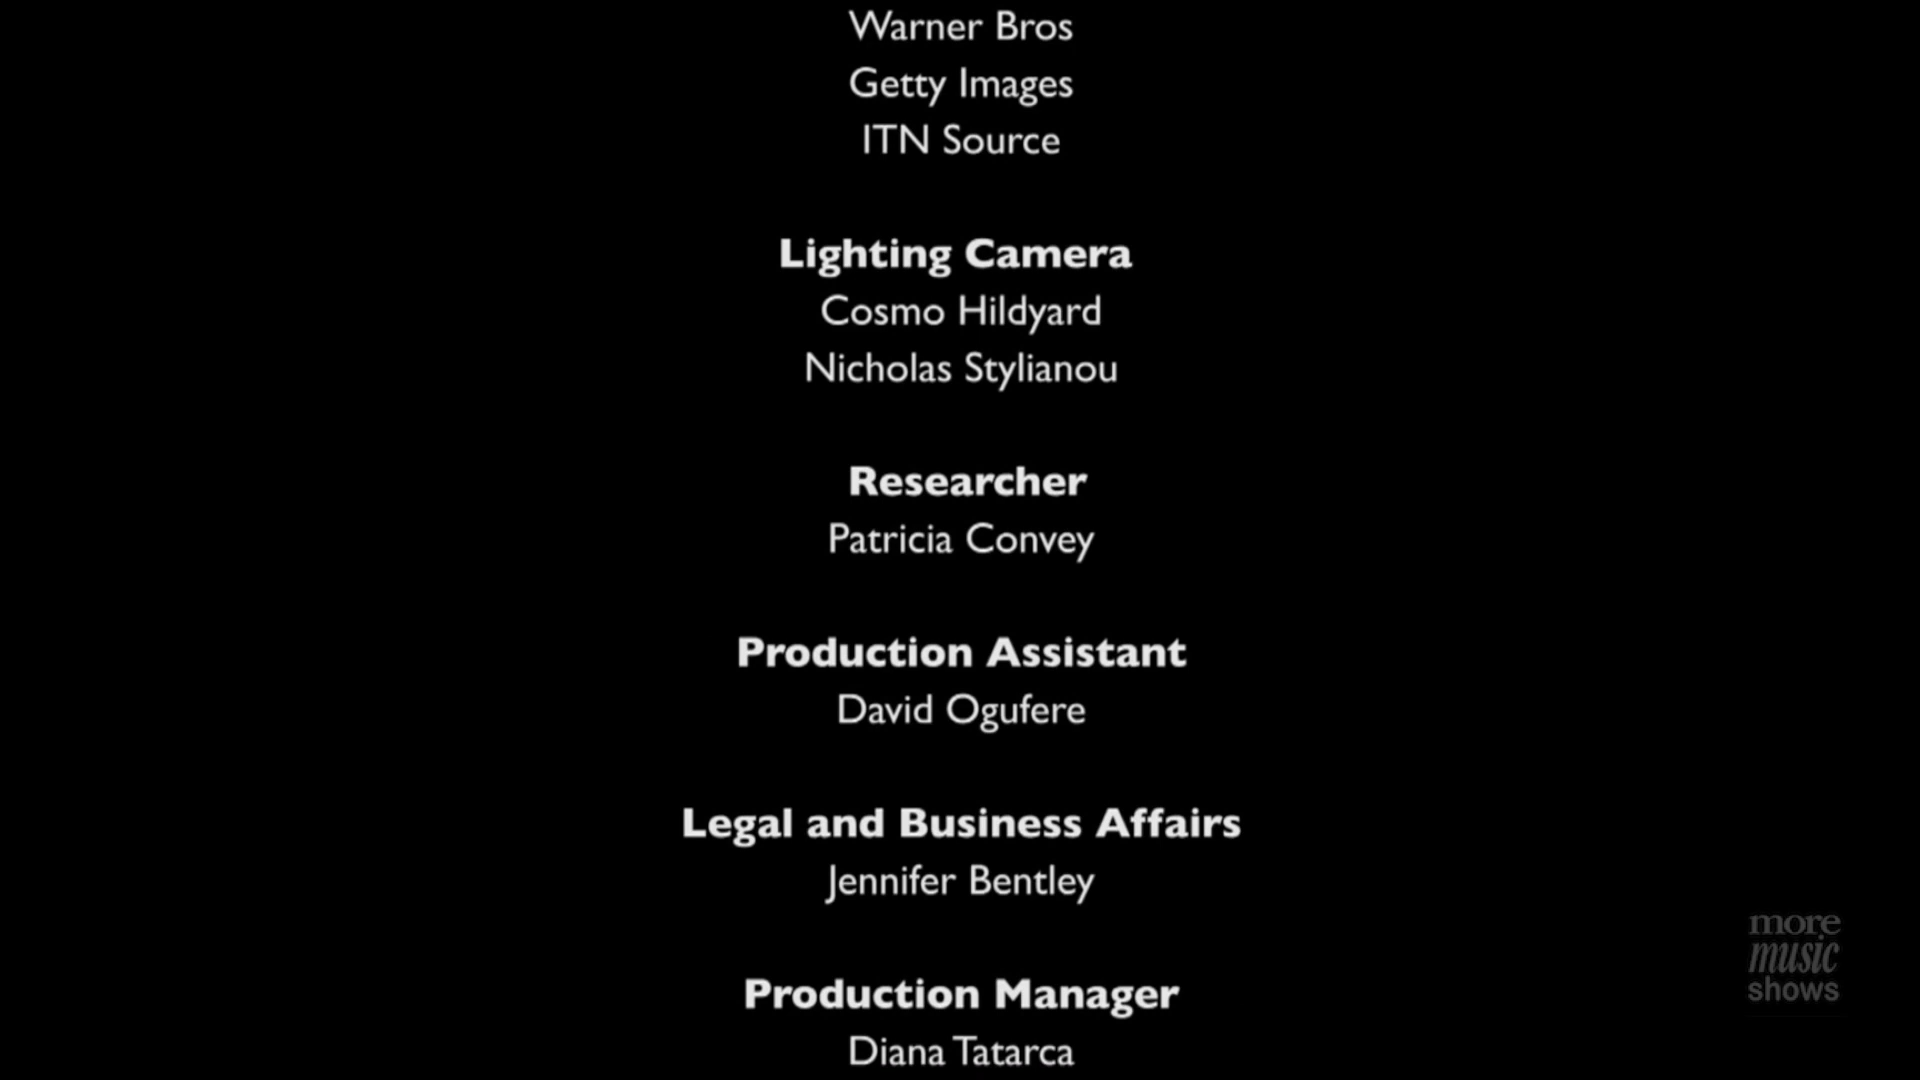 Warner Bros
Getty Images
ITN Source
Lighting Camera
Cosmo Hildyard
Nicholas Stylianou
Researcher
Patricia Convey
Production Assistant
David Ogufere
Legal and Business Affairs
Jennifer Bentley
Production Manager
Diana Tatarca
more
music
shows